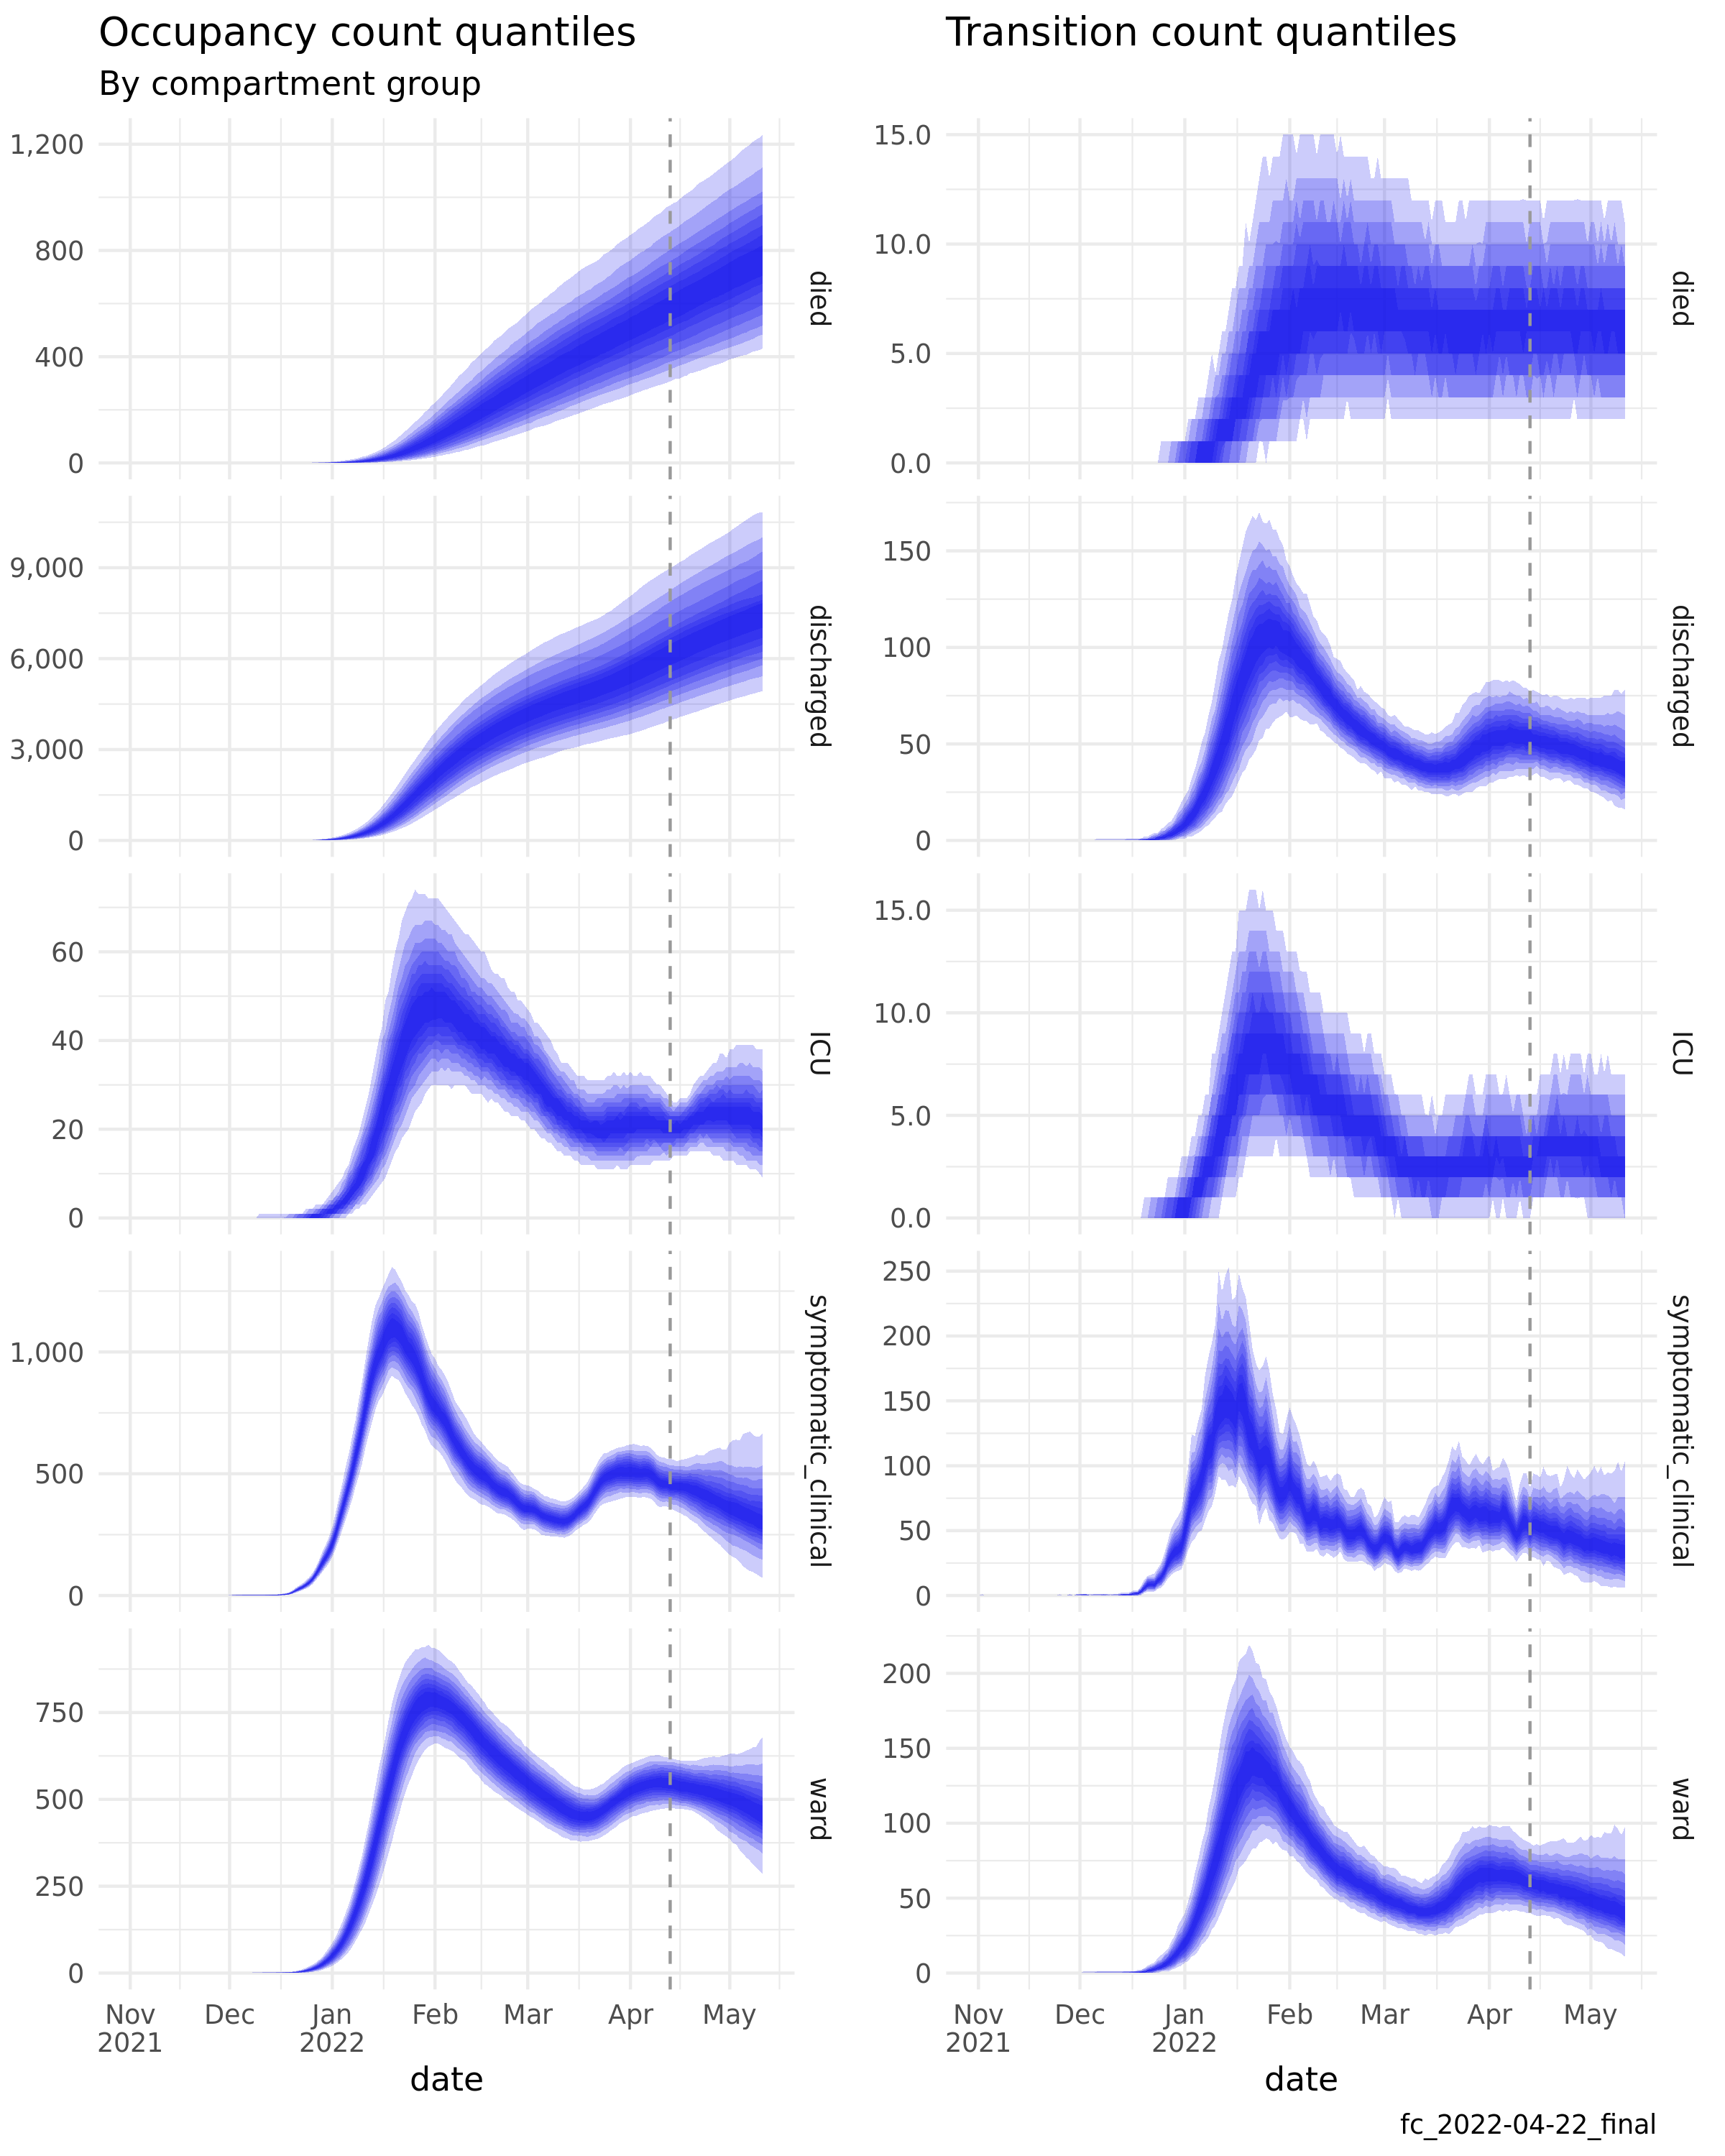 Occupancy count quantiles
By compartment group
1,200
800
400
0
died
9,000
6,000
3,000
0
discharged
60
40
20
0
ICU
1,000
500
0
symptomatic_clinical
750
500
250
0
ward
Nov Dec Jan Feb Mar Apr May
2021 2022
date
Transition count quantiles
15.0
10.0
5.0
0.0
died
150
100
50
0
discharged
15.0
10.0
5.0
0.0
ICU
250
200
150
100
50
0
symptomatic_clinical
200
150
100
50
0
ward
Nov Dec Jan Feb Mar Apr May
2021 2022
date
fc_2022-04-22_final